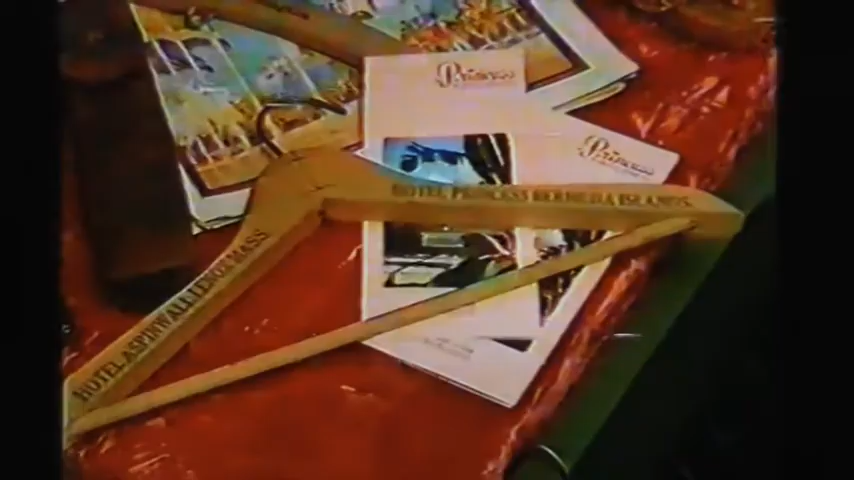 Princess
Princess
HOTEL PRINCESS BERMUDA ISLANDS.
HOTEL ASPINWALL LENOX MASS